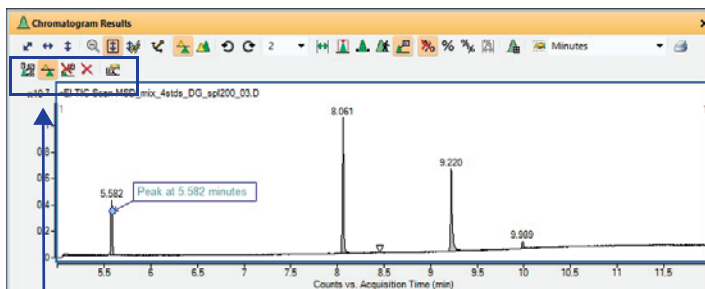 Chromatogram Results
2 Minutes
x10 7 +EI TIC Scan MSD_mix_4stds_DG_spl200_03.D
1 1
8.061
1
0.8
9.220
0.6
5.582 Peak at 5.582 minutes
0.4
0.2 9.989
0
5.5 6 6.5 7 7.5 8 8.5 9 9.5 10 10.5 11 11.5
Counts vs. Acquisition Time (min)